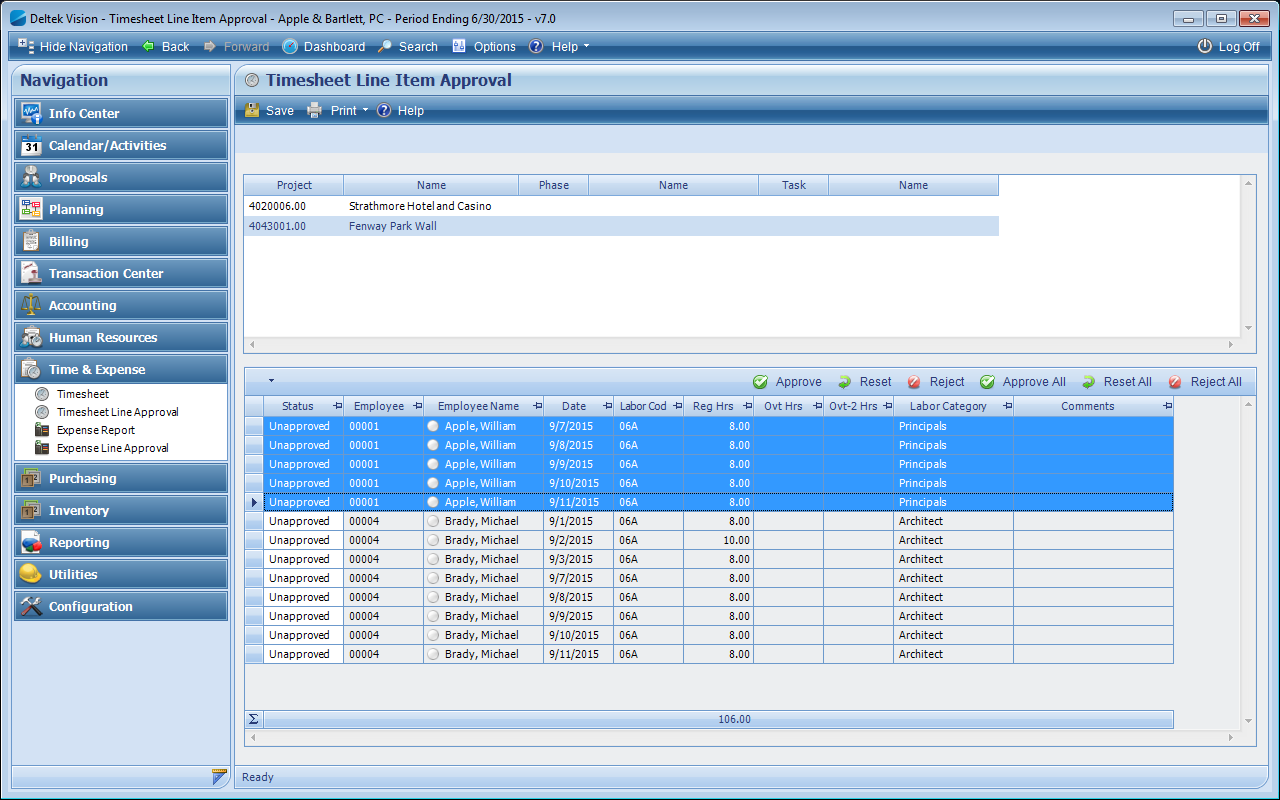 Deltek Vision - Timesheet Line Item Approval - Apple & Bartlett, PC - Period Ending 6/30/2015 - v7.0
Hide Navigation Back Forward Dashboard Search Options Help Log Off
Navigation
Info Center
31 Calendar/Activities
Proposals
Planning
Billing
Transaction Center
Accounting
Human Resources
Time & Expense
Timesheet
Timesheet Line Approval
Expense Report
Expense Line Approval
Purchasing
Inventory
Reporting
Utilities
Configuration
Timesheet Line Item Approval
Save Print Help
Project Name Phase Name Task Name
4020006.00 Strathmore Hotel and Casino
4043001.00 Fenway Park Wall
Approve Reset Reject Approve All Reset All Reject All
Status Employee Employee Name Date Labor Cod Reg Hrs Ovt Hrs Ovt-2 Hrs Labor Category Comments
Unapproved 00001 Apple, William 9/7/2015 06A 8.00 Principals
Unapproved 00001 Apple, William 9/8/2015 06A 8.00 Principals
Unapproved 00001 Apple, William 9/9/2015 06A 8.00 Principals
Unapproved 00001 Apple, William 9/10/2015 06A 8.00 Principals
Unapproved 00001 Apple, William 9/11/2015 06A 8.00 Principals
Unapproved 00004 Brady, Michael 9/1/2015 06A 8.00 Architect
Unapproved 00004 Brady, Michael 9/2/2015 06A 10.00 Architect
Unapproved 00004 Brady, Michael 9/3/2015 06A 8.00 Architect
Unapproved 00004 Brady, Michael 9/7/2015 06A 8.00 Architect
Unapproved 00004 Brady, Michael 9/8/2015 06A 8.00 Architect
Unapproved 00004 Brady, Michael 9/9/2015 06A 8.00 Architect
Unapproved 00004 Brady, Michael 9/10/2015 06A 8.00 Architect
Unapproved 00004 Brady, Michael 9/11/2015 06A 8.00 Architect
Σ 106.00
Ready